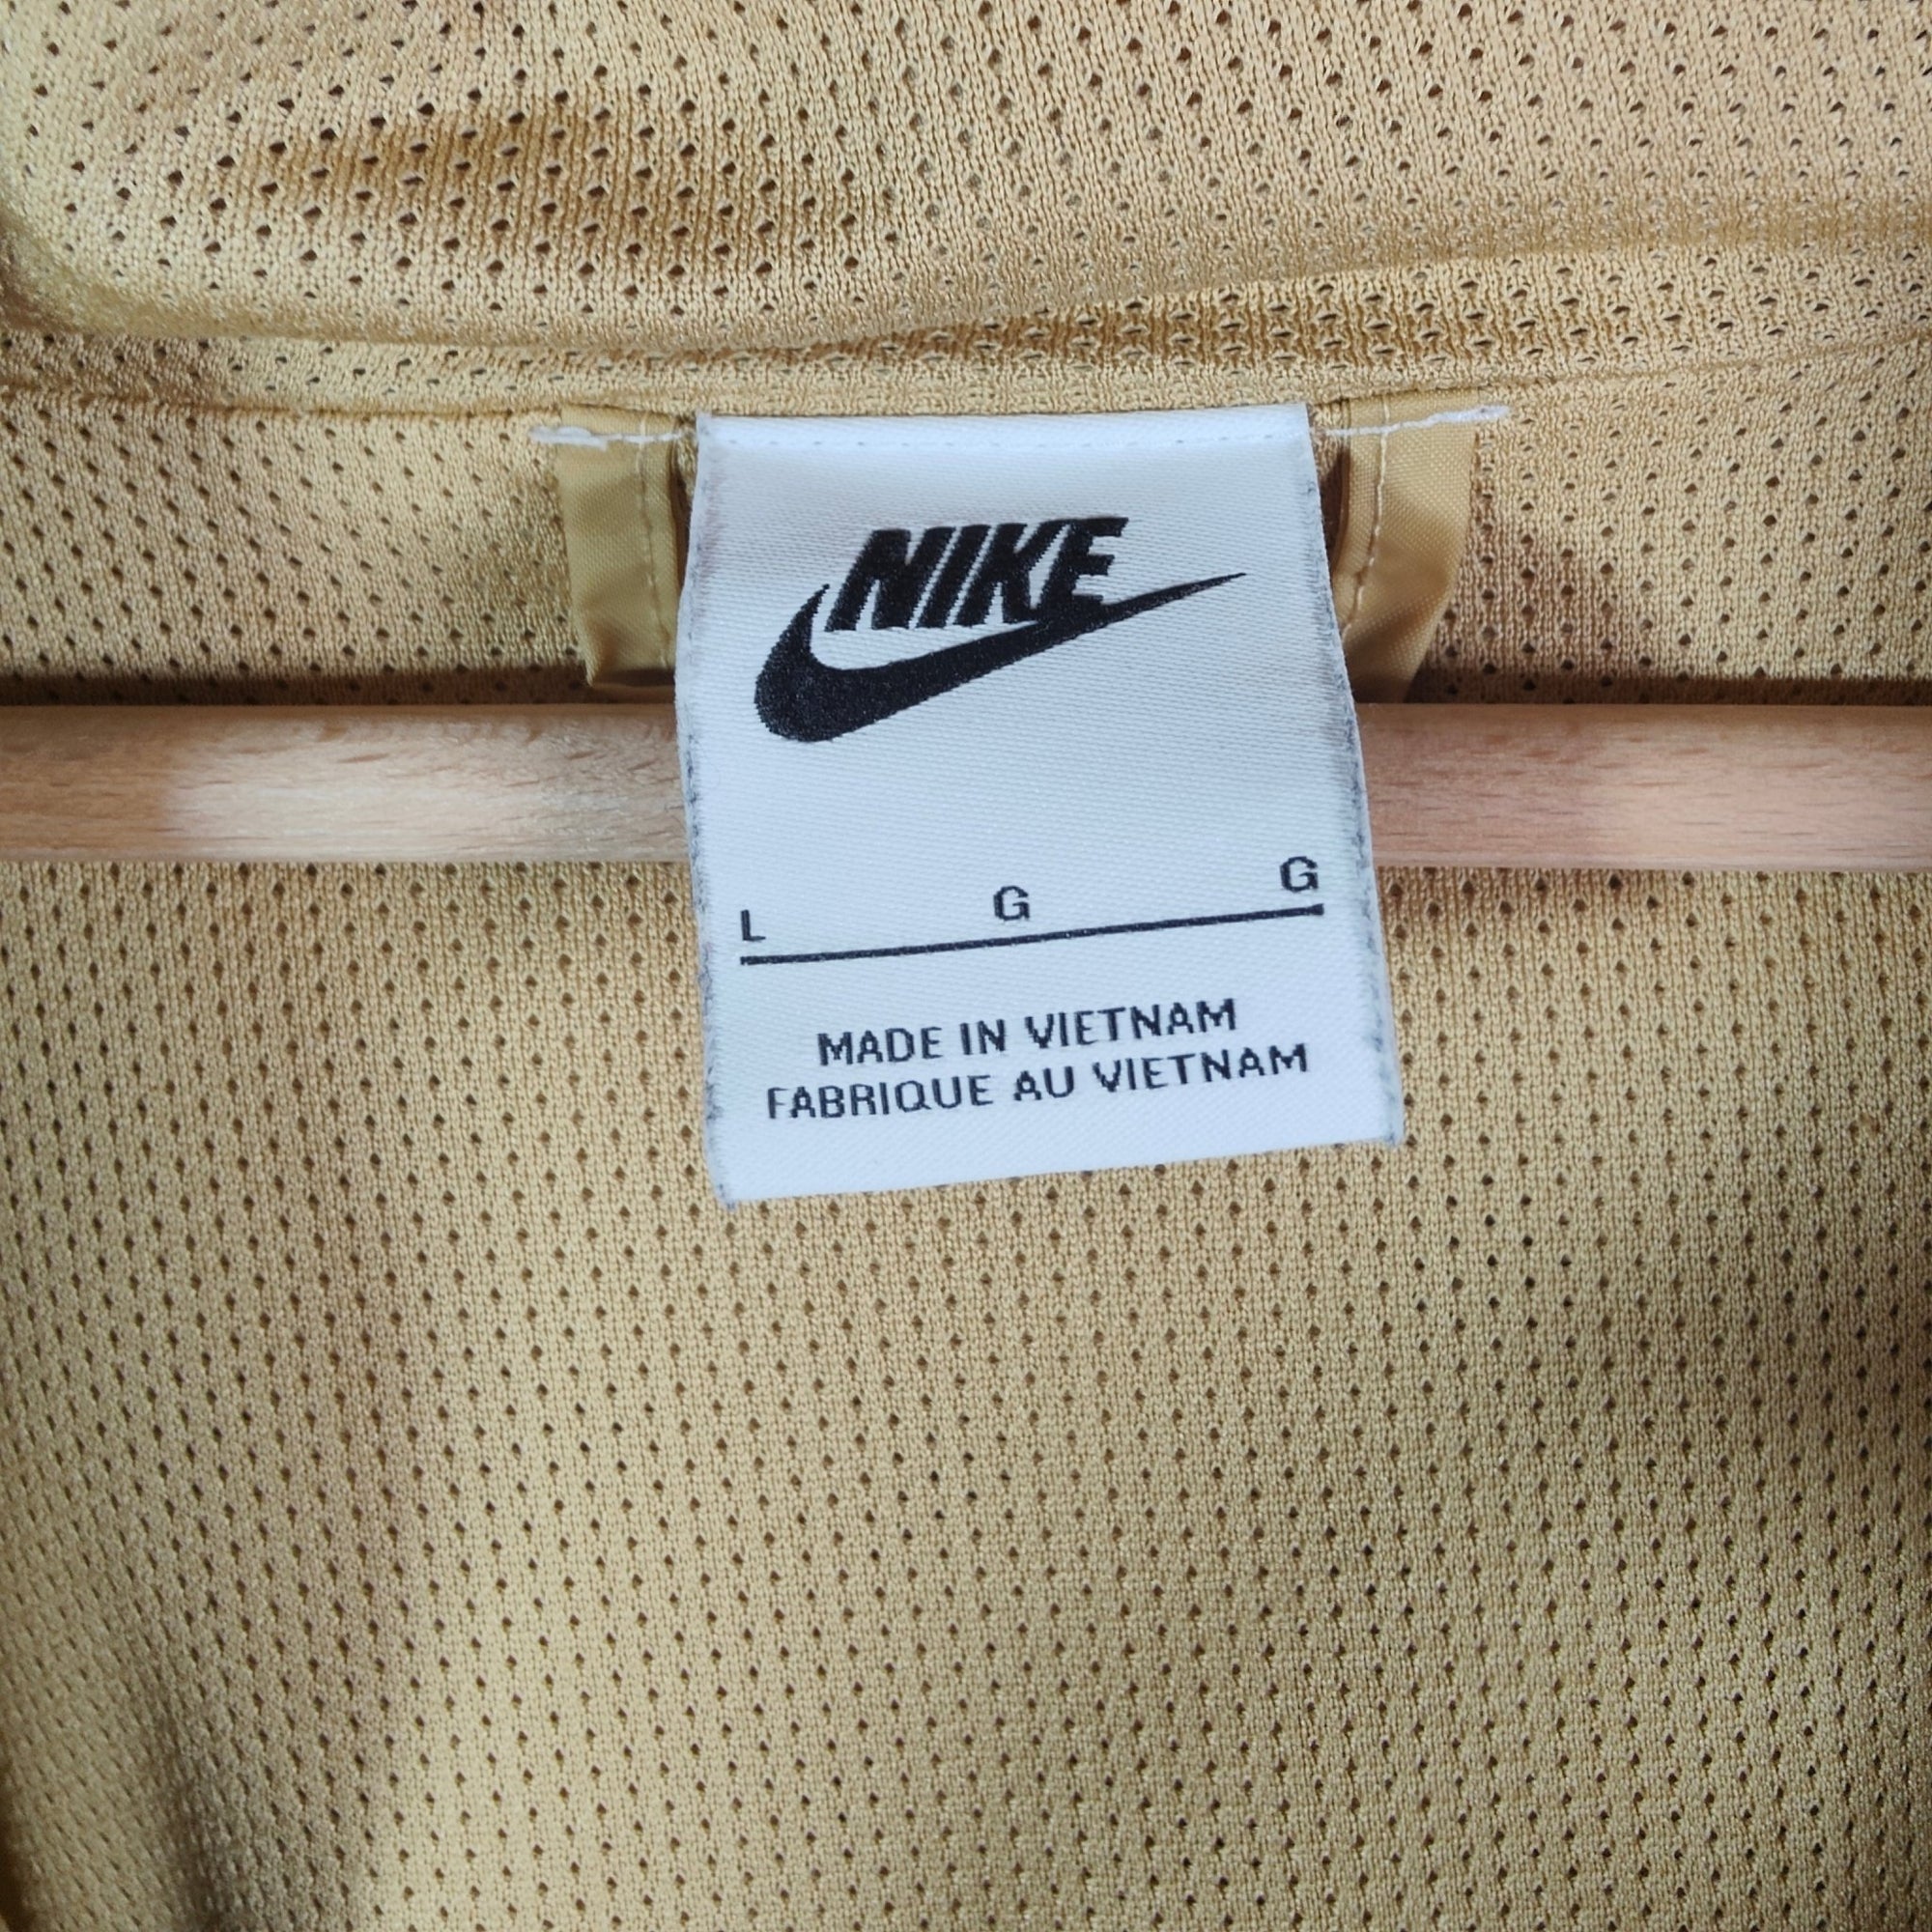 NIKE
L G G
MADE IN VIETNAM
FABRIQUE AU VIETNAM